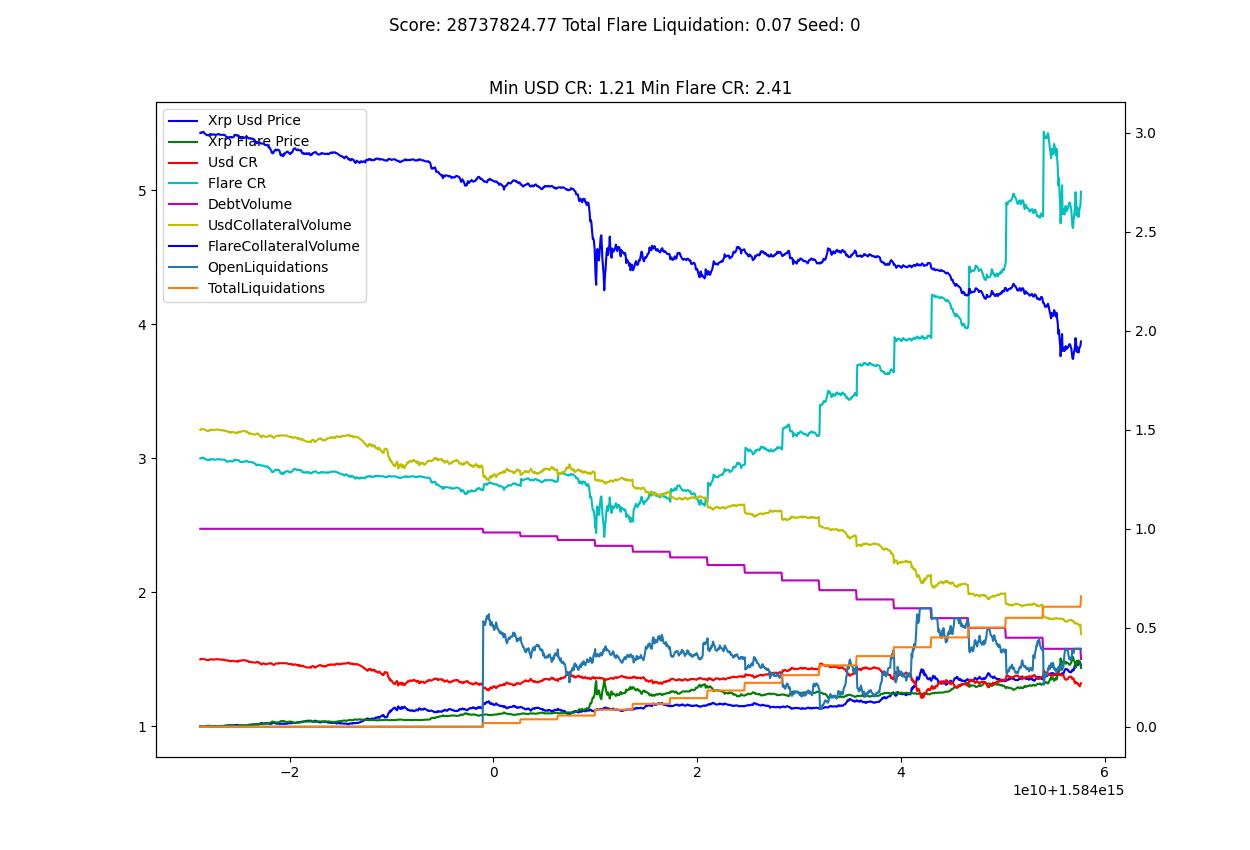 Score: 28737824.77 Total Flare Liquidation: 0.07 Seed: 0
Min USD CR: 1.21 Min Flare CR: 2.41
Xrp Usd Price
Xrp Flare Price
Usd CR
Flare CR
DebtVolume
UsdCollateralVolume
FlareCollateralVolume
OpenLiquidations
TotalLiquidations
5
4
3
2
1
3.0
2.5
2.0
1.5
1.0
0.5
0.0
−2 0 2 4 6
1e10+1.584e15